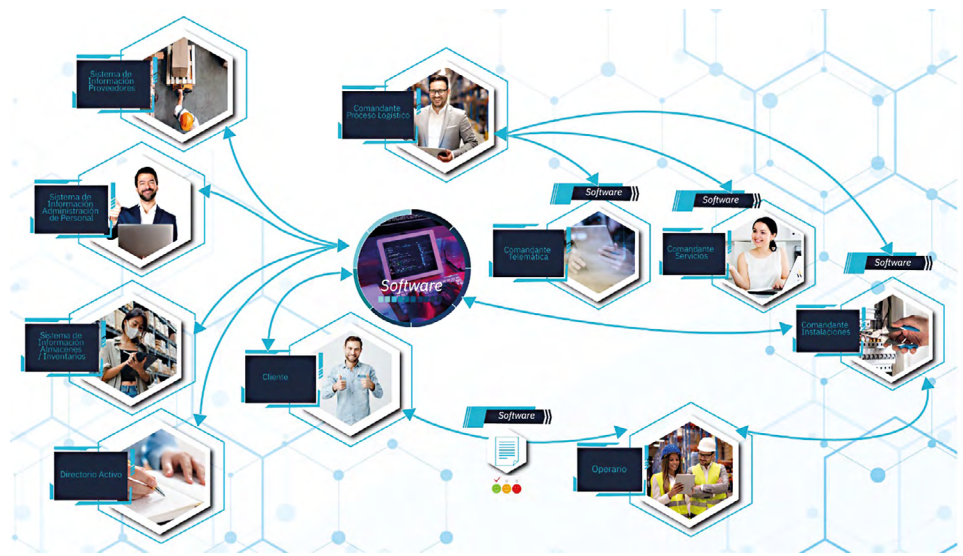 Sistema de
Información
Proveedores
Comandante
Proceso Logístico
Sistema de
Información
Administración
de Personal
Software
Software
Software
Comandante
Telemática
Comandante
Servicios
Software
Sistema de
Información
Almacenes
/Inventarios
Cliente
Comandante
Instalaciones
Software
Directorio Activo
Operario